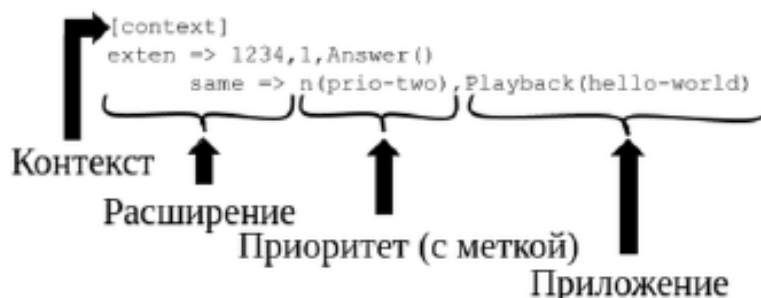 [context]
exten => 1234,1,Answer()
same => n(prio-two),Playback(hello-world)
Контекст
Расширение
Приоритет (с меткой)
Приложение